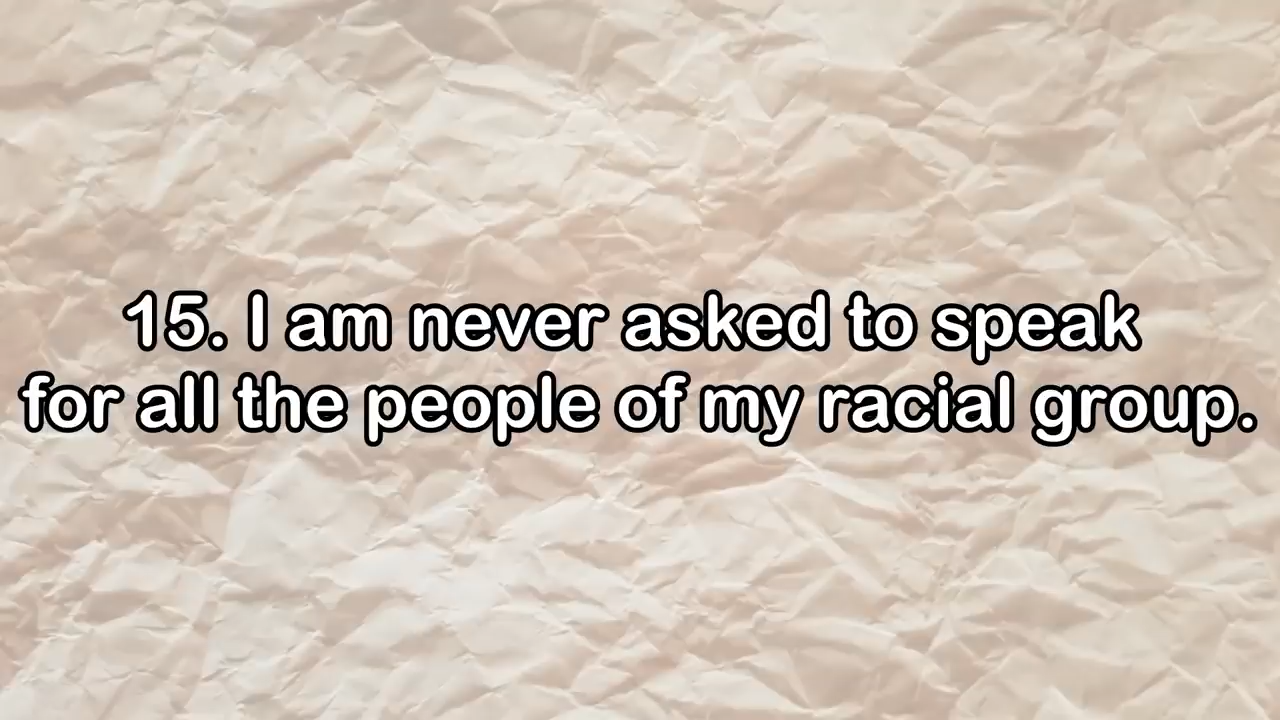 15. I am never asked to speak
for all the people of my racial group.